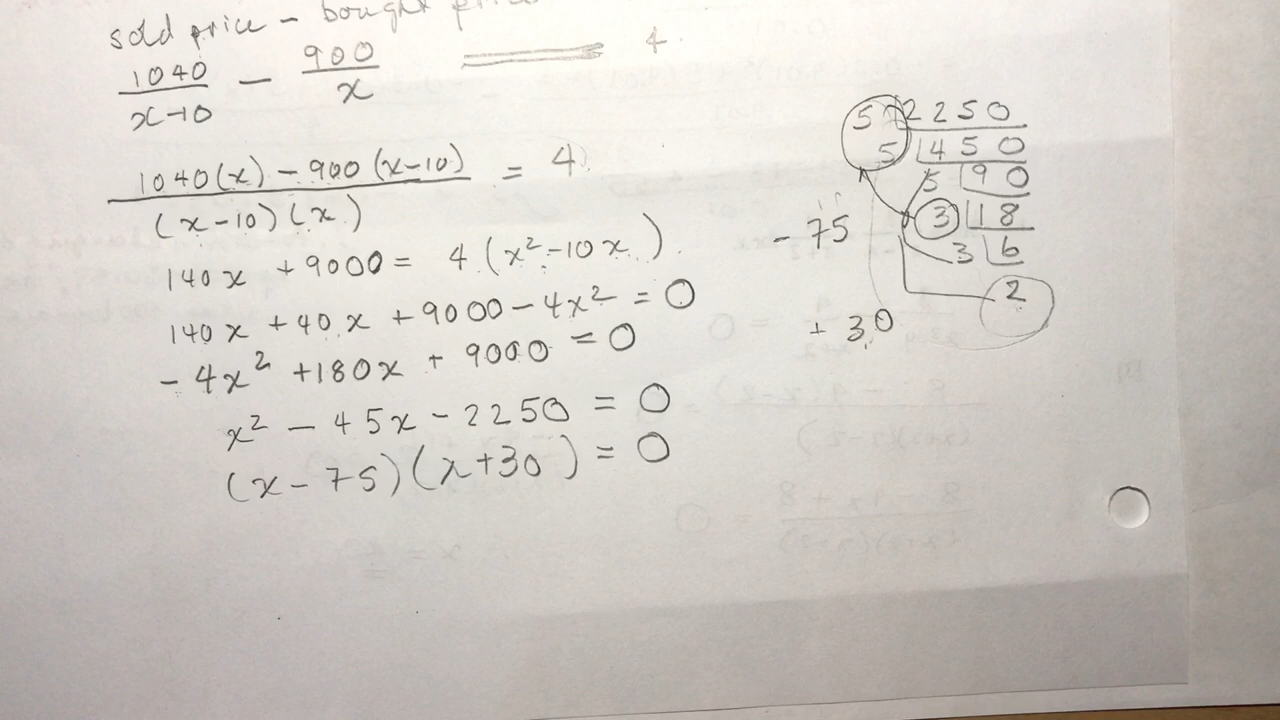 sold price - bought price
1040/x-10 - 900/x = 4.
1040(x) - 900(x-10) / (x-10)(x) = 4
140x + 9000 = 4(x²-10x)
140x + 40x + 9000 - 4x² = 0
- 4x² + 180x + 9000 = 0
x² - 45x - 2250 = 0
(x - 75)(x+30) = 0
5 | 2250
5 | 450
5 | 90
3 | 18
3 | 6
2
- 75
+ 30